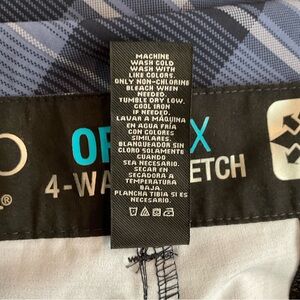 MACHINE
WASH COLD
WASH WITH
LIKE COLORS.
ONLY NON-CHLORINE
BLEACH WHEN
NEEDED.
TUMBLE DRY LOW.
COOL IRON
IF NEEDED.
LAVAR A MÁQUINA
EN AGUA FRÍA
CON COLORES
SIMILARES.
BLANQUEADOR SIN
CLORO SOLAMENTE
CUANDO
SEA NECESARIO.
SECAR EN
SECADORA A
TEMPERATURA
BAJA.
PLANCHA TIBIA SI ES
NECESARIO.
O
OP X
4-WA ETCH
®